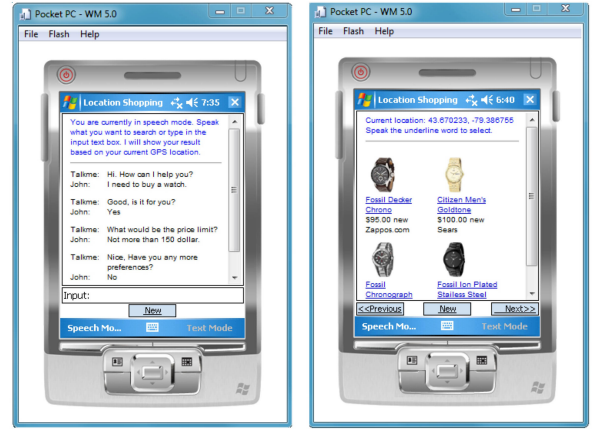 Pocket PC - WM 5.0
File Flash Help
Location Shopping 7:35
You are currently in speech mode. Speak
what you want to search or type in the
input text box. I will show your result
based on your current GPS location.
Talkme: Hi. How can I help you?
John: I need to buy a watch.
Talkme: Good, is it for you?
John: Yes
Talkme: What would be the price limit?
John: Not more than 150 dollar.
Talkme: Nice, Have you any more
preferences?
John: No
Input:
New
Speech Mo... Text Mode
Pocket PC - WM 5.0
File Flash Help
Location Shopping 6:40
Current location: 43.670233, -79.386755
Speak the underline word to select.
Fossil Decker Citizen Men's
Chrono Goldtone
$95.00 new $100.00 new
Zappos.com Sears
Fossil Fossil Ion Plated
Chronograph Stailess Steel
<<Previous New Next>>
Speech Mo... Text Mode